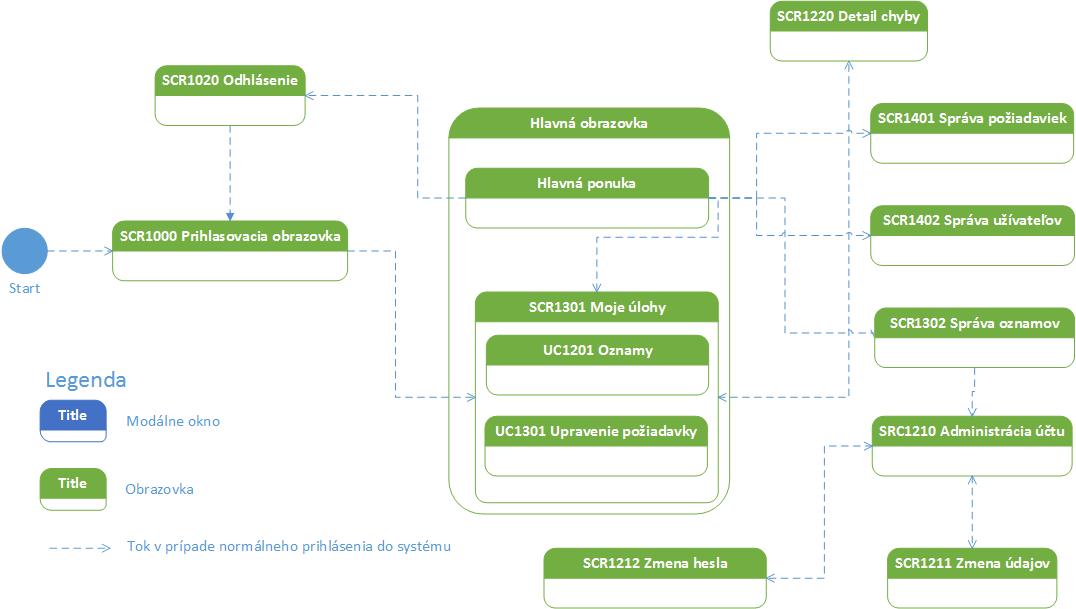 SCR1220 Detail chyby
SCR1020 Odhlásenie
Hlavná obrazovka
SCR1401 Správa požiadaviek
Hlavná ponuka
SCR1402 Správa užívateľov
SCR1000 Prihlasovacia obrazovka
Start
SCR1301 Moje úlohy
SCR1302 Správa oznamov
UC1201 Oznamy
Legenda
Title
Modálne okno
UC1301 Upravenie požiadavky
SRC1210 Administrácia účtu
Title
Obrazovka
Tok v prípade normálneho prihlásenia do systému
SCR1212 Zmena hesla
SCR1211 Zmena údajov